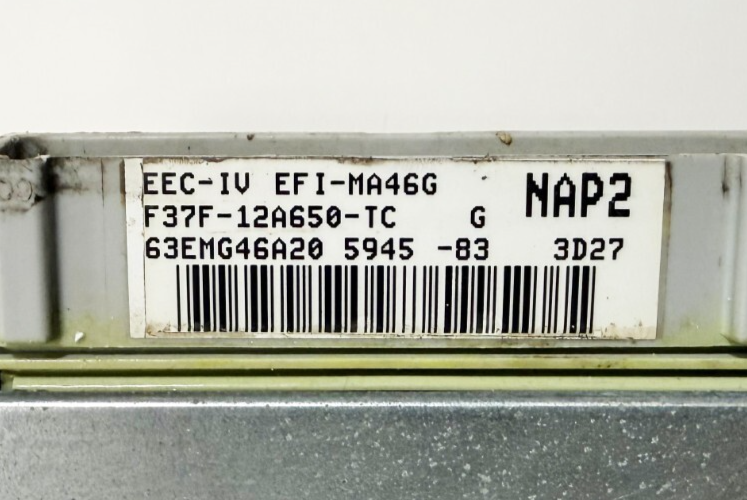 EEC-IV EFI-MA46G NAP2
F37F-12A650-TC G
63EMG46A20 5945 -83 3D27